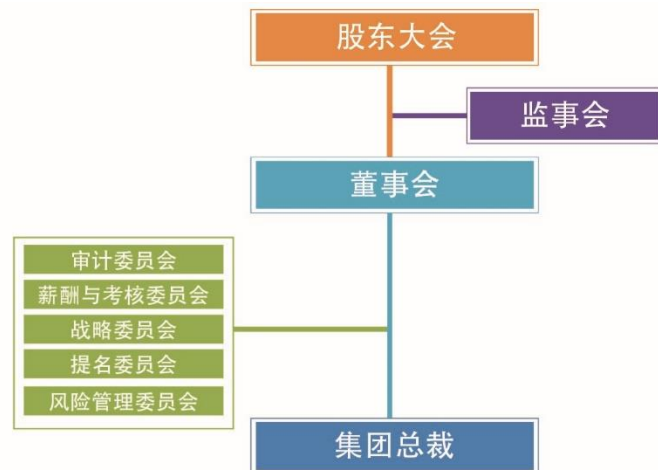 股东大会
监事会
董事会
审计委员会
薪酬与考核委员会
战略委员会
提名委员会
风险管理委员会
集团总裁